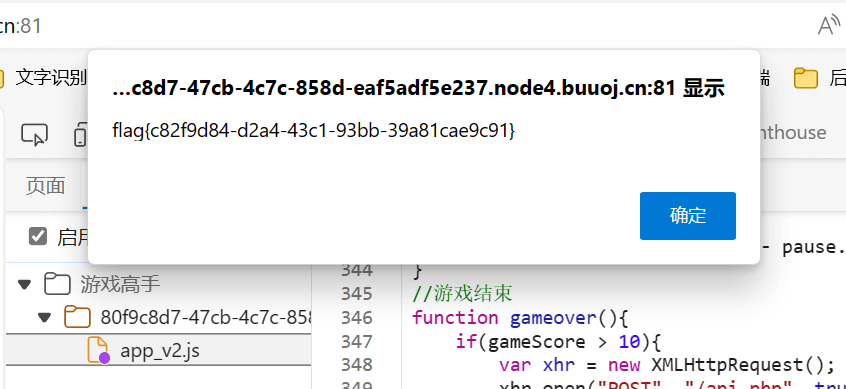 cn:81
文字识别
端
后
...c8d7-47cb-4c7c-858d-eaf5adf5e237.node4.buuoj.cn:81 显示
flag{c82f9d84-d2a4-43c1-93bb-39a81cae9c91}
确定
页面
启用
游戏高手
80f9c8d7-47cb-4c7c-858
app_v2.js
- pause.
344 }
345 //游戏结束
346 function gameover(){
347 if(gameScore > 10){
348 var xhr = new XMLHttpRequest();
349 xhr.open("POST", "/api.php", tru